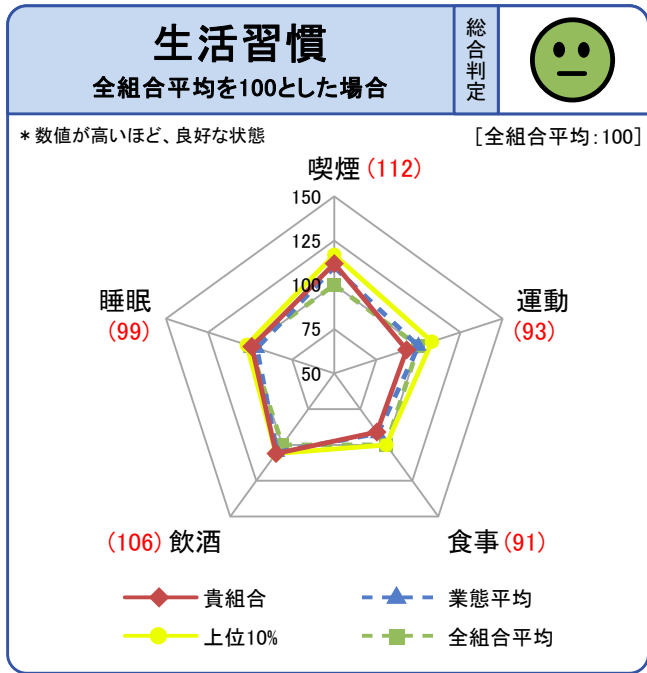 生活習慣
全組合平均を100とした場合
総合判定
*数値が高いほど、良好な状態
[全組合平均:100]
喫煙(112)
150
125
100
75
50
運動
(93)
睡眠
(99)
(106)飲酒
食事(91)
貴組合
業態平均
上位10%
全組合平均